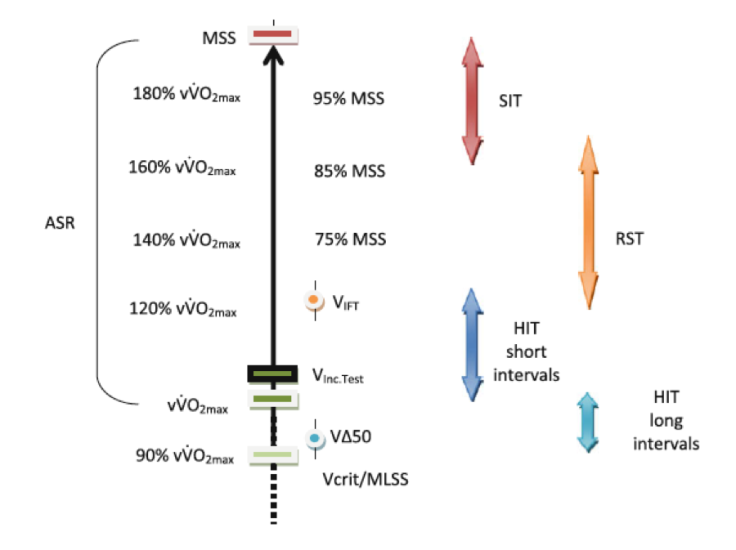 MSS
180% vV̇O₂max
95% MSS
SIT
160% vV̇O₂max
85% MSS
ASR
140% vV̇O₂max
75% MSS
RST
120% vV̇O₂max
VIFT
HIT
short
intervals
VInc.Test
vV̇O₂max
HIT
long
intervals
VΔ50
90% vV̇O₂max
Vcrit/MLSS